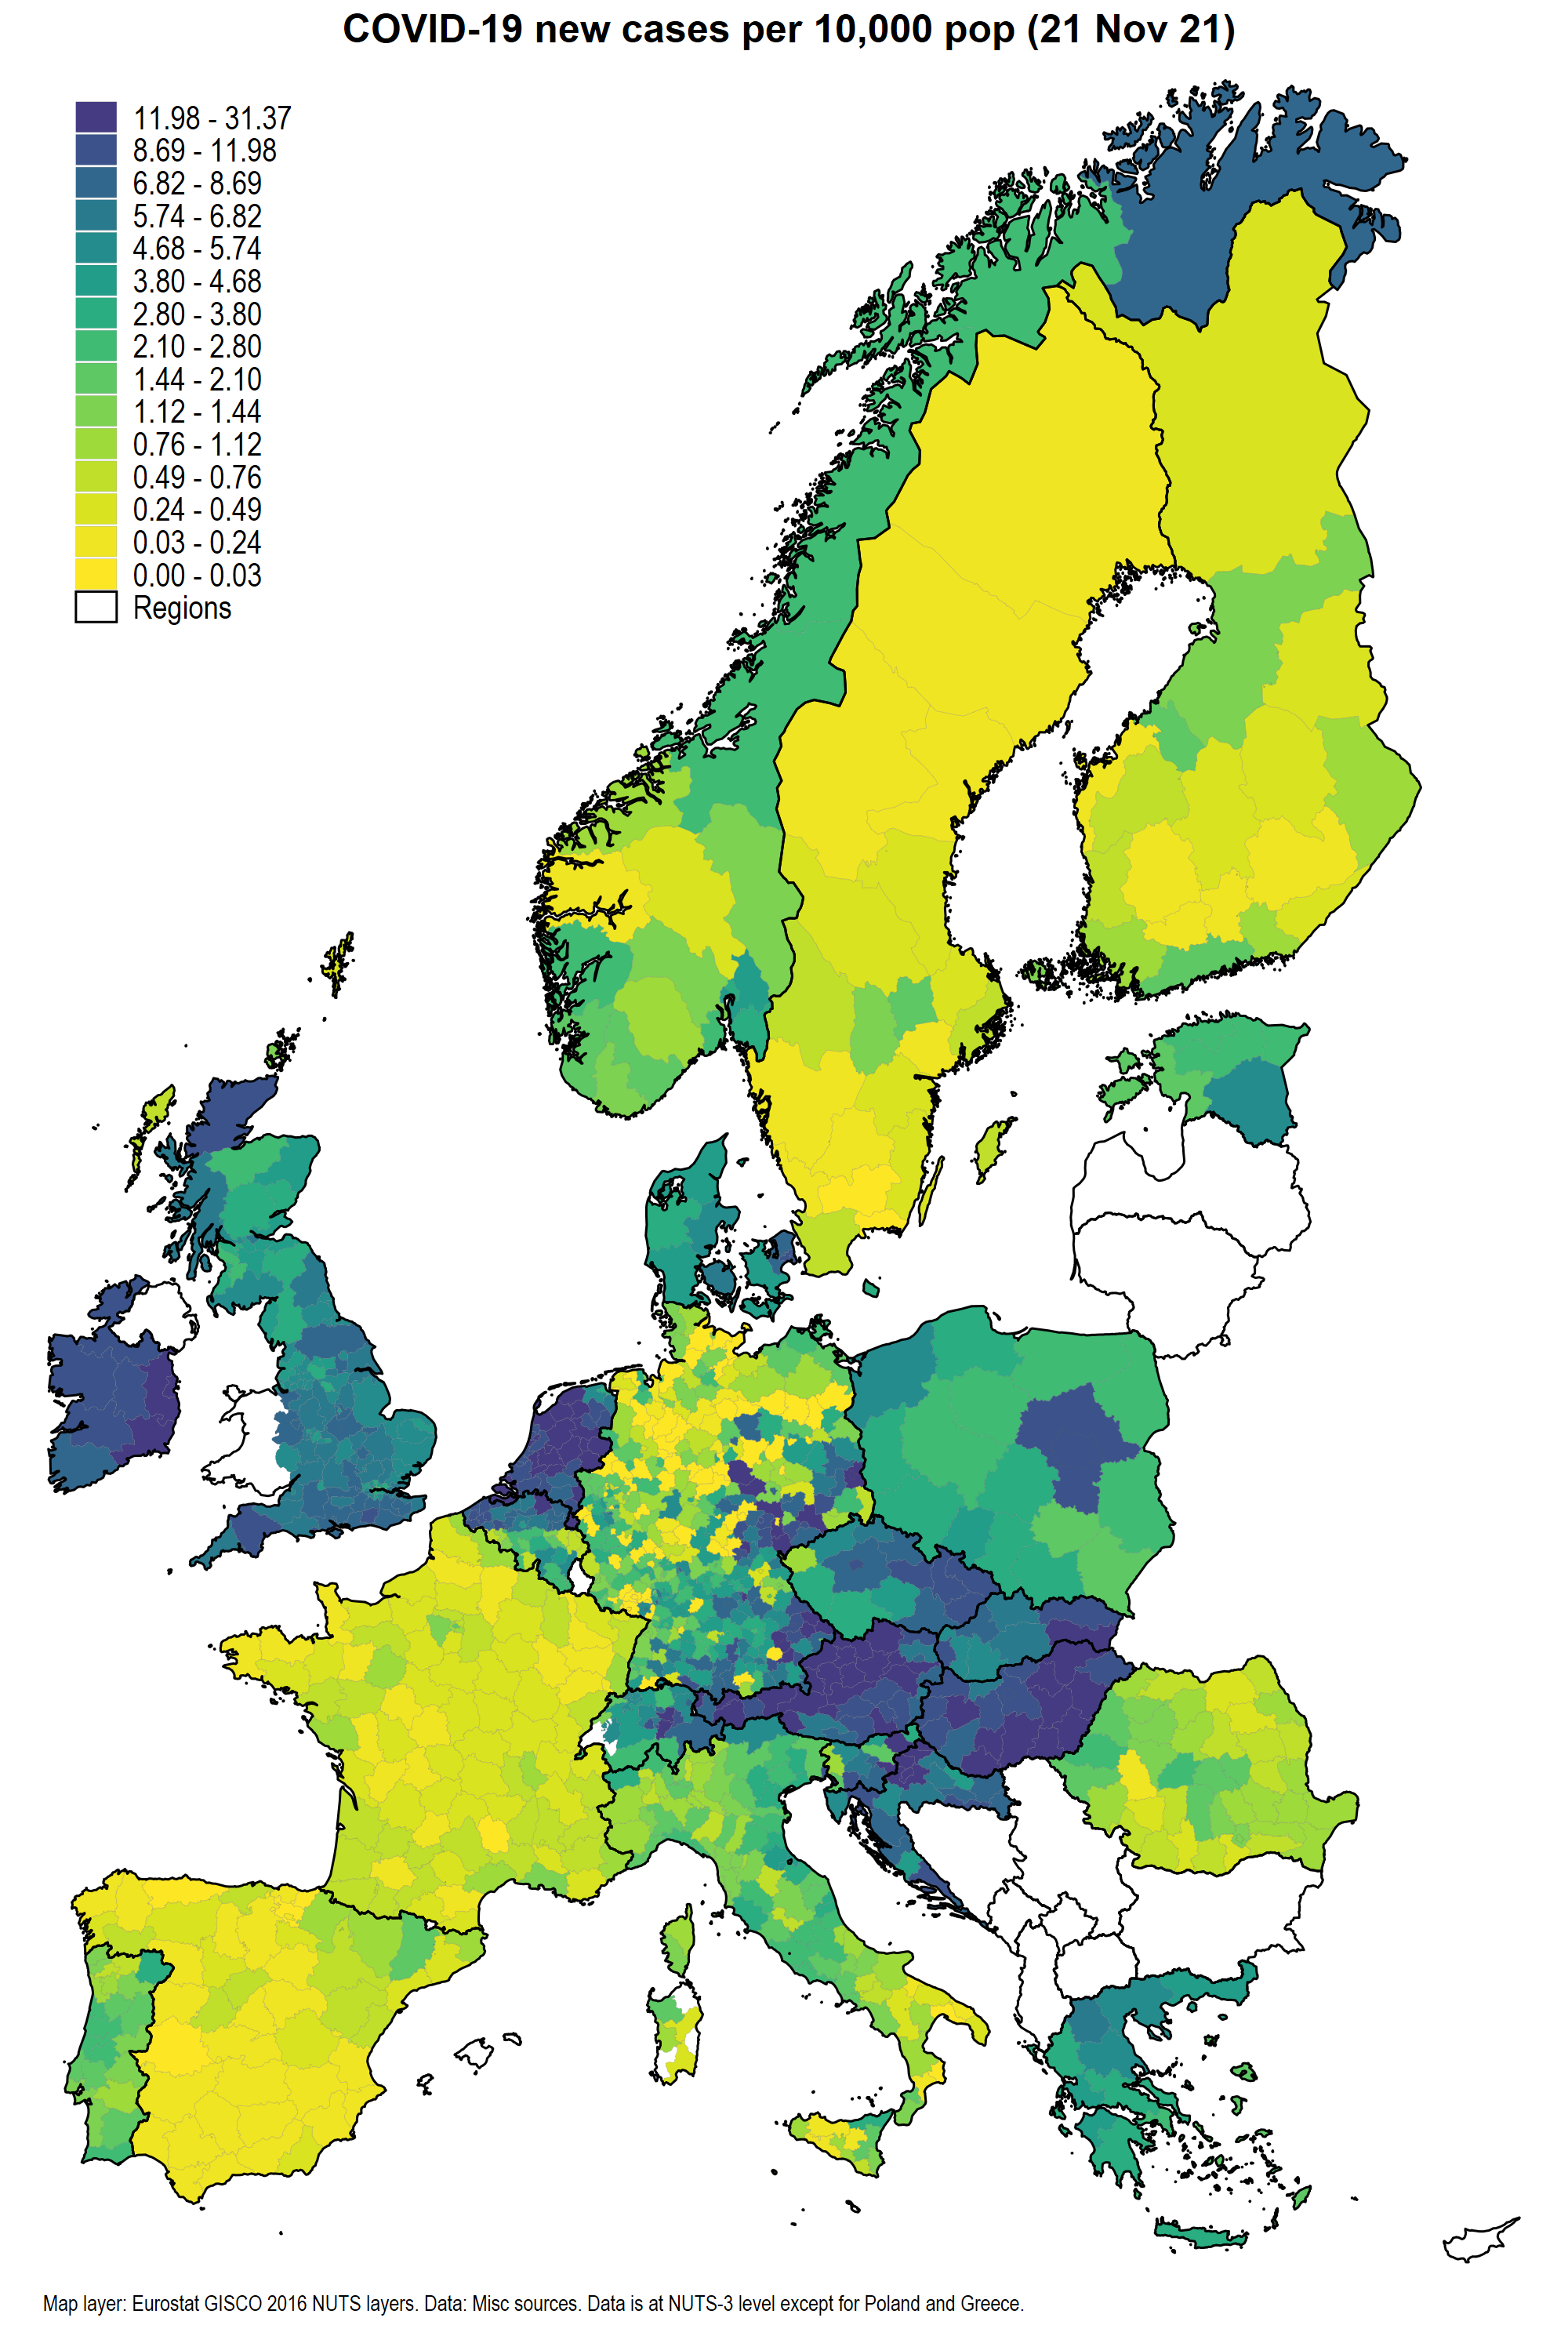 COVID-19 new cases per 10,000 pop (21 Nov 21)
11.98 - 31.37
8.69 - 11.98
6.82 - 8.69
5.74 - 6.82
4.68 - 5.74
3.80 - 4.68
2.80 - 3.80
2.10 - 2.80
1.44 - 2.10
1.12 - 1.44
0.76 - 1.12
0.49 - 0.76
0.24 - 0.49
0.03 - 0.24
0.00 - 0.03
Regions
Map layer: Eurostat GISCO 2016 NUTS layers. Data: Misc sources. Data is at NUTS-3 level except for Poland and Greece.